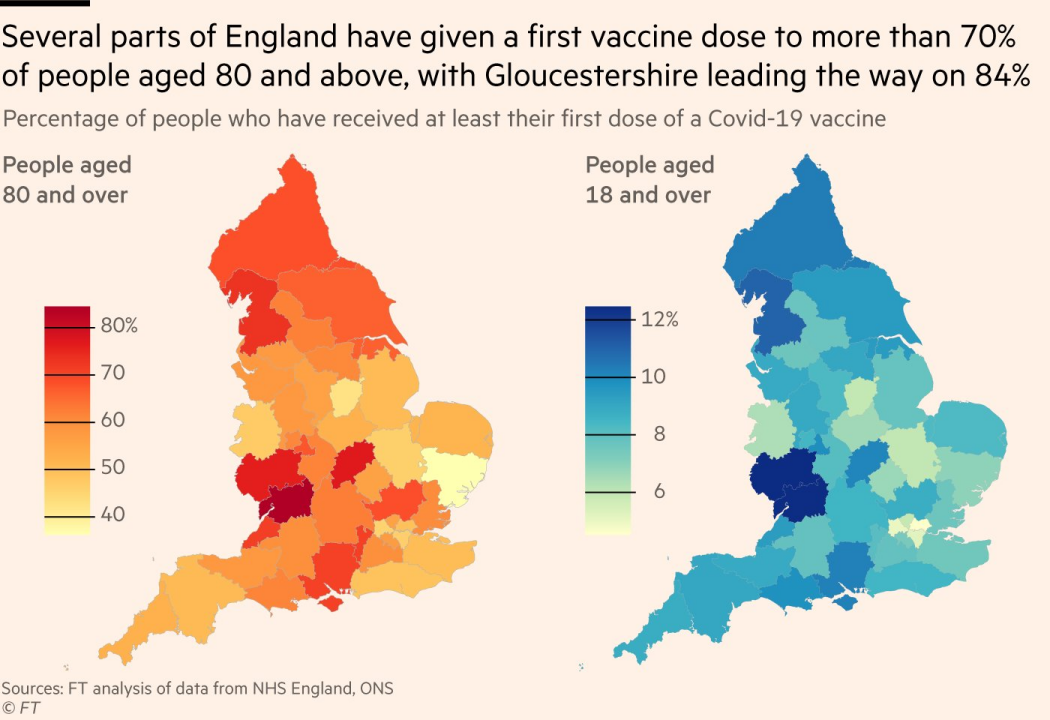 Several parts of England have given a first vaccine dose to more than 70%
of people aged 80 and above, with Gloucestershire leading the way on 84%
Percentage of people who have received at least their first dose of a Covid-19 vaccine
People aged
80 and over
80%
70
60
50
40
People aged
18 and over
12%
10
8
6
Sources: FT analysis of data from NHS England, ONS
© FT